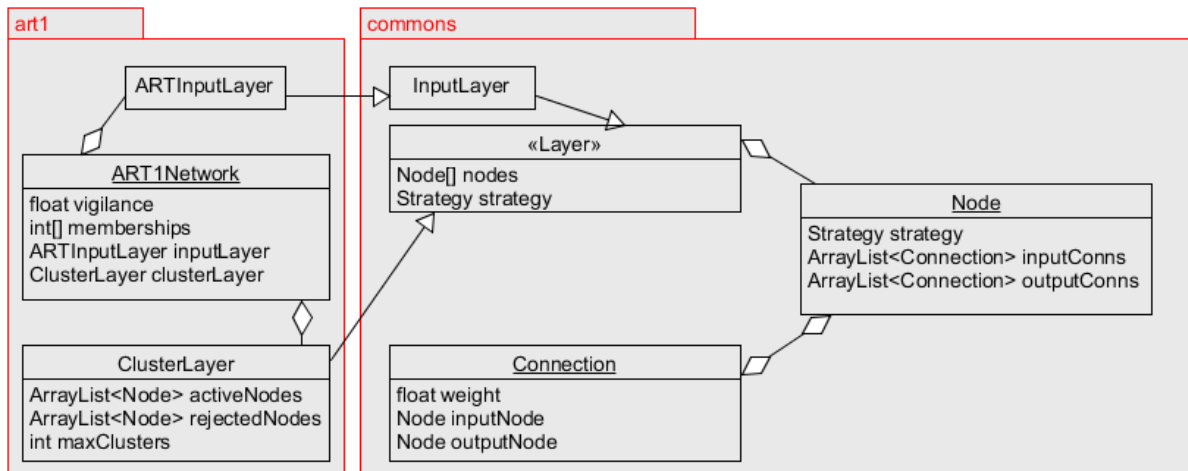 art1
commons
ARTInputLayer
InputLayer
«Layer»
Node[] nodes
Strategy strategy
ART1Network
float vigilance
int[] memberships
ARTInputLayer inputLayer
ClusterLayer clusterLayer
Node
Strategy strategy
ArrayList<Connection> inputConns
ArrayList<Connection> outputConns
ClusterLayer
ArrayList<Node> activeNodes
ArrayList<Node> rejectedNodes
int maxClusters
Connection
float weight
Node inputNode
Node outputNode